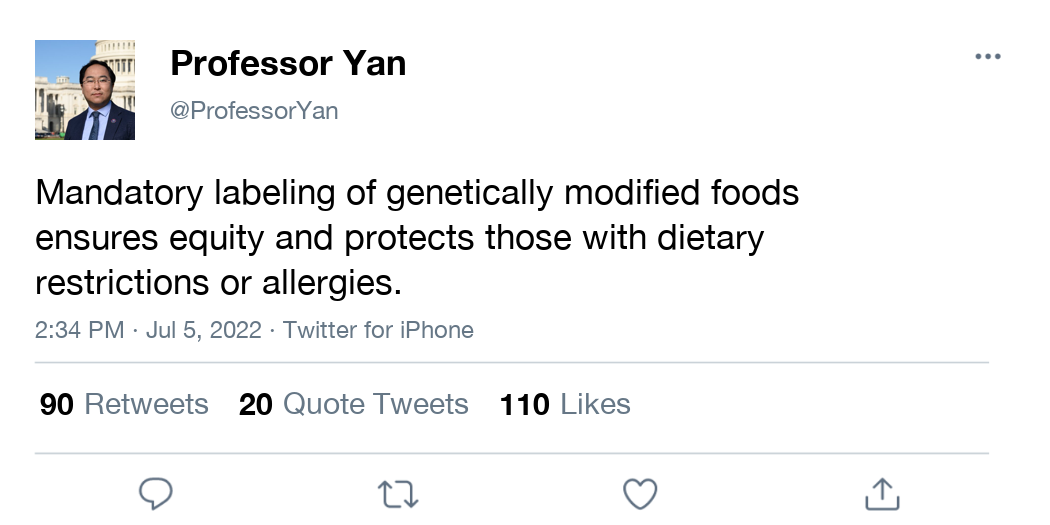 Professor Yan
@ProfessorYan
Mandatory labeling of genetically modified foods
ensures equity and protects those with dietary
restrictions or allergies.
2:34 PM · Jul 5, 2022 · Twitter for iPhone
90 Retweets 20 Quote Tweets 110 Likes